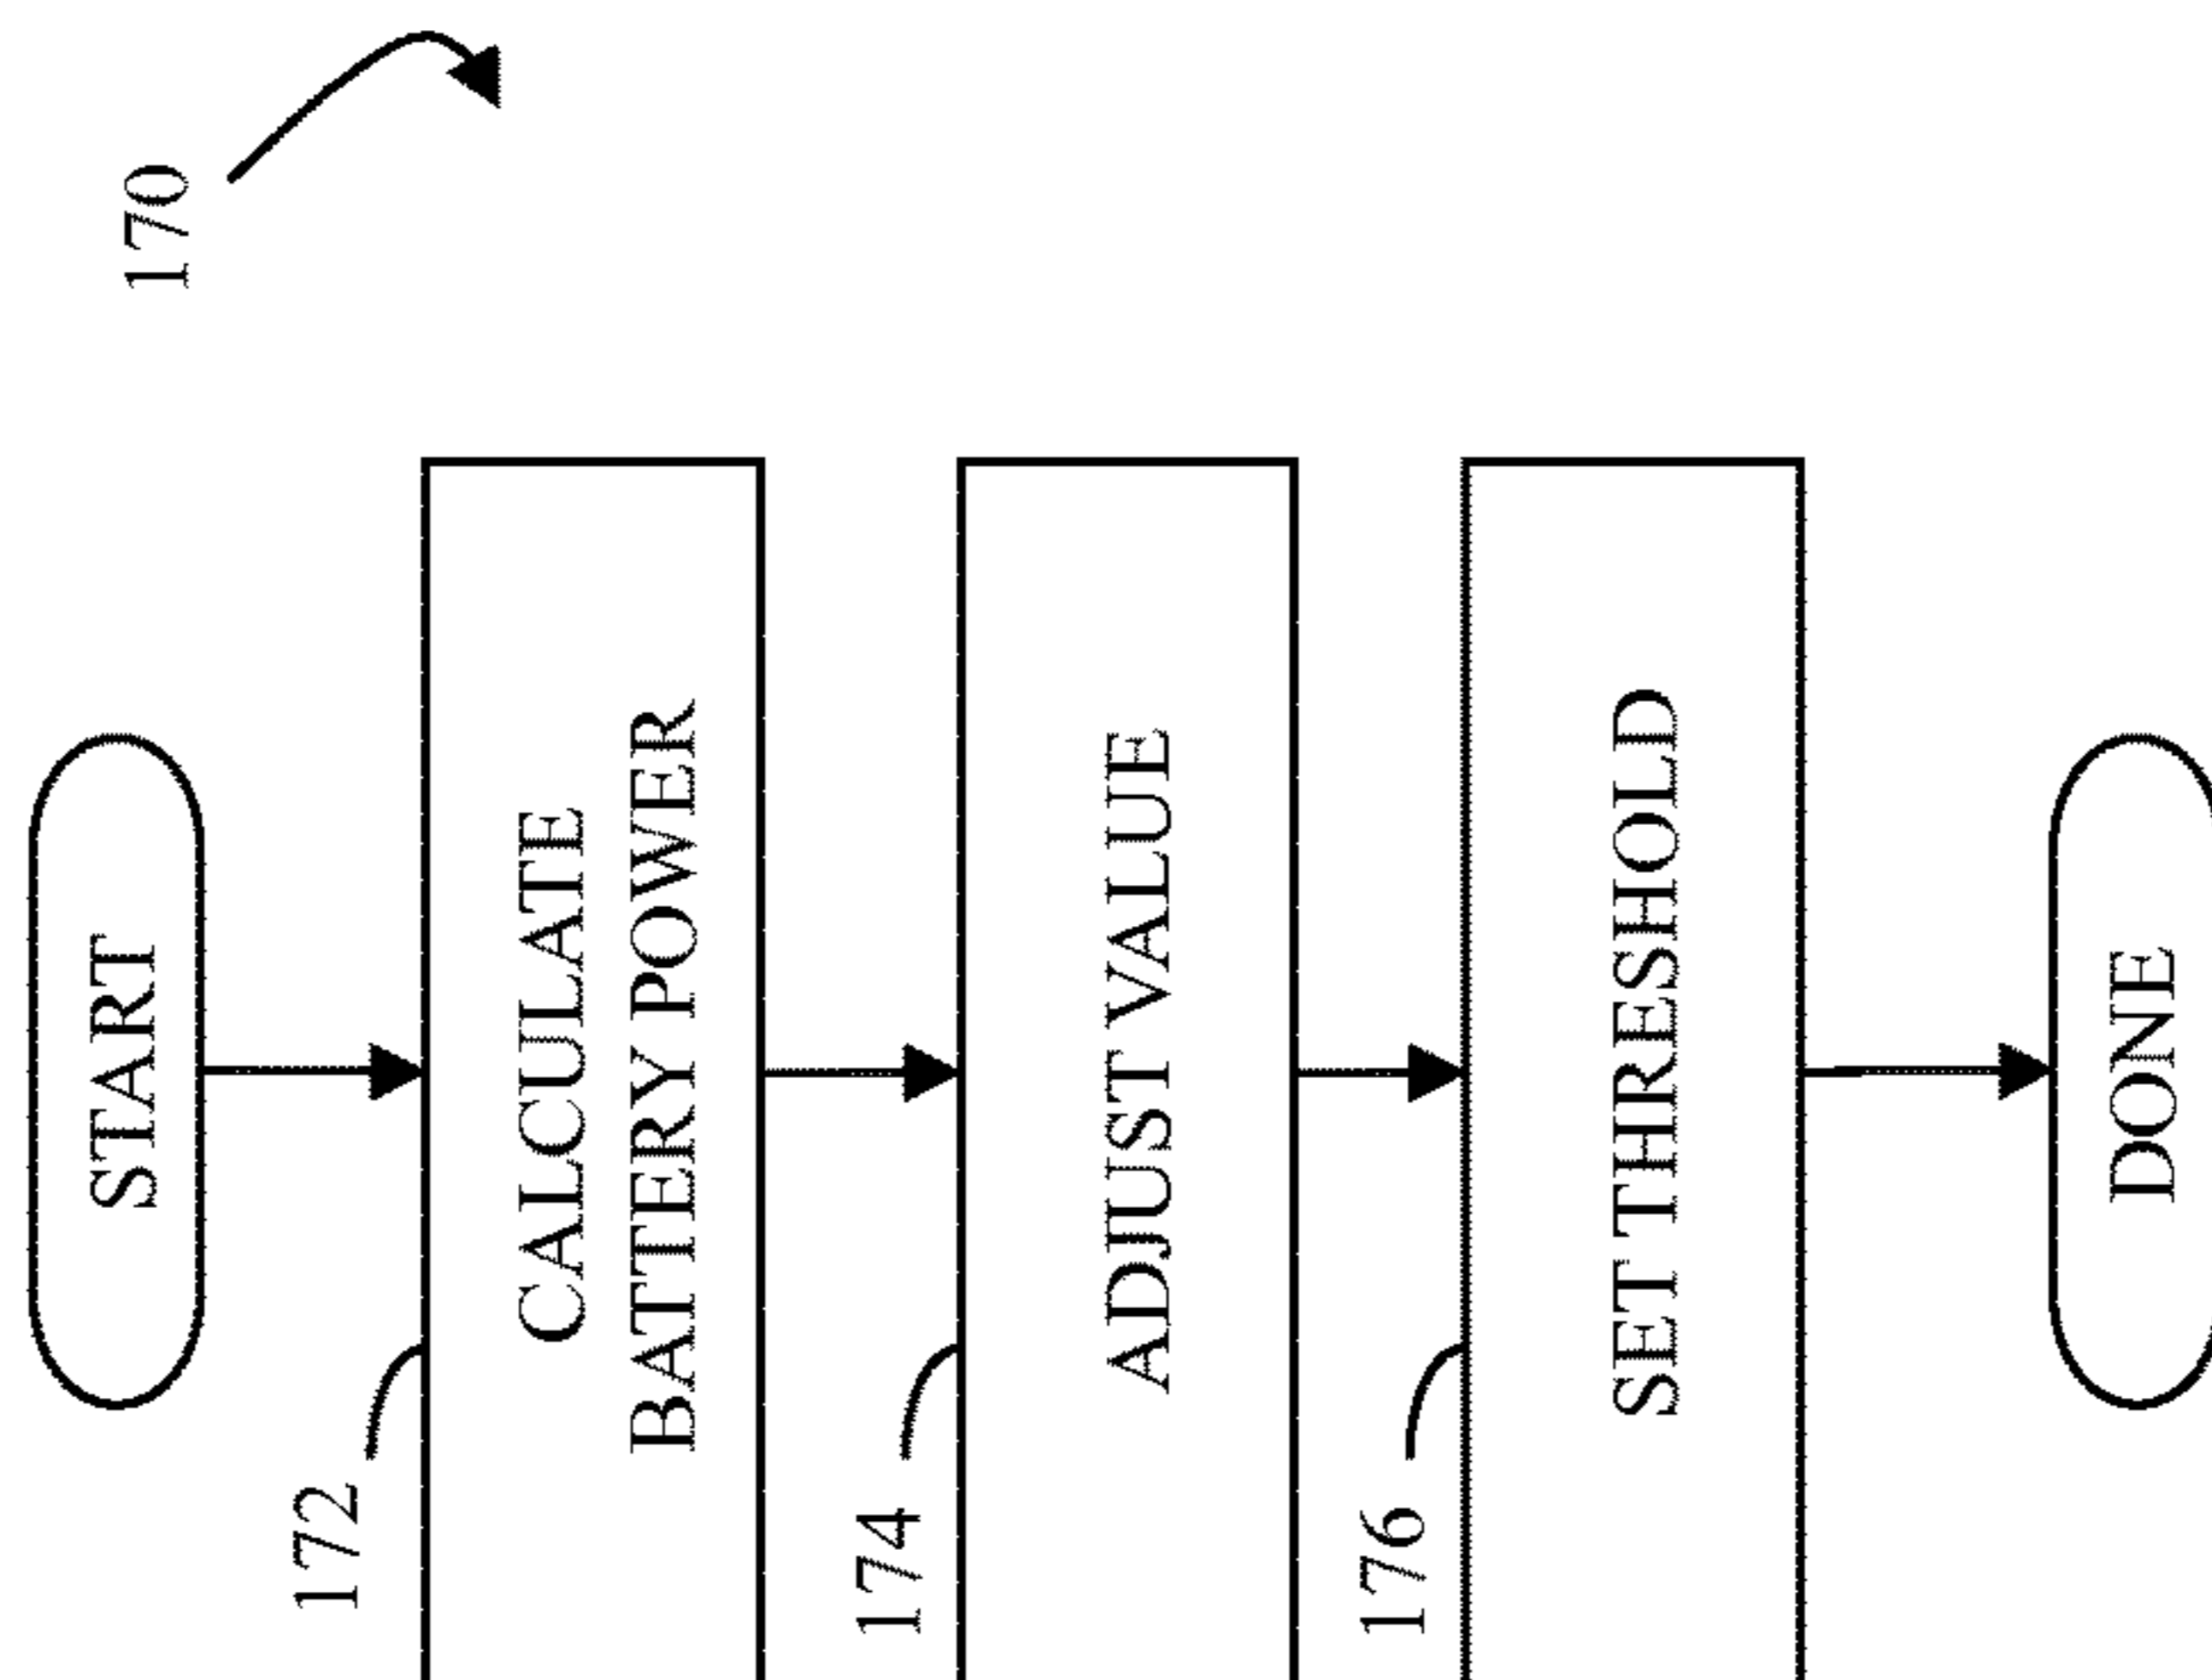 170
START
172
CALCULATE
BATTERY POWER
174
ADJUST VALUE
176
SET THRESHOLD
DONE